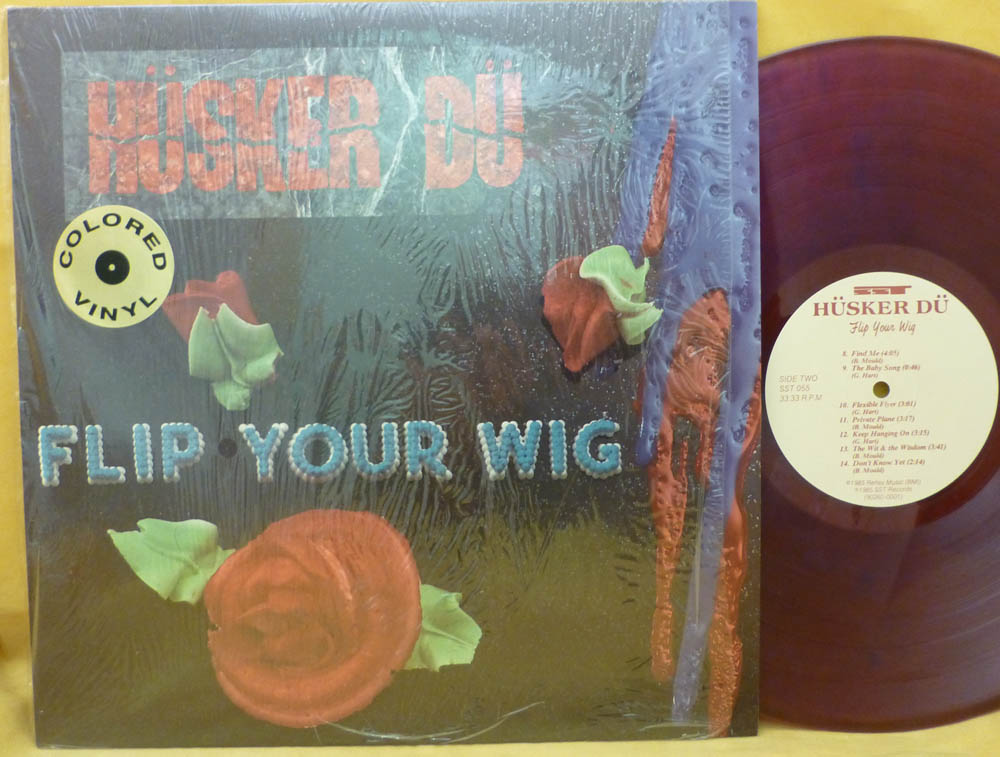 HÜSKER DÜ
COLORED
VINYL
FLIP YOUR WIG
SST
HÜSKER DÜ
Flip Your Wig
8. Find Me (4:05)
(B. Mould)
9. The Baby Song (0:46)
(G. Hart)
SIDE TWO
SST 055
33.33 R.P.M
10. Flexible Flyer (3:01)
(G. Hart)
11. Private Plane (3:17)
(B. Mould)
12. Keep Hanging On (3:15)
(G. Hart)
13. The Wit & the Wisdom (3:41)
(B. Mould)
14. Don't Know Yet (2:14)
(B. Mould)
©1985 Reflex Music (BMI)
℗1985 SST Records